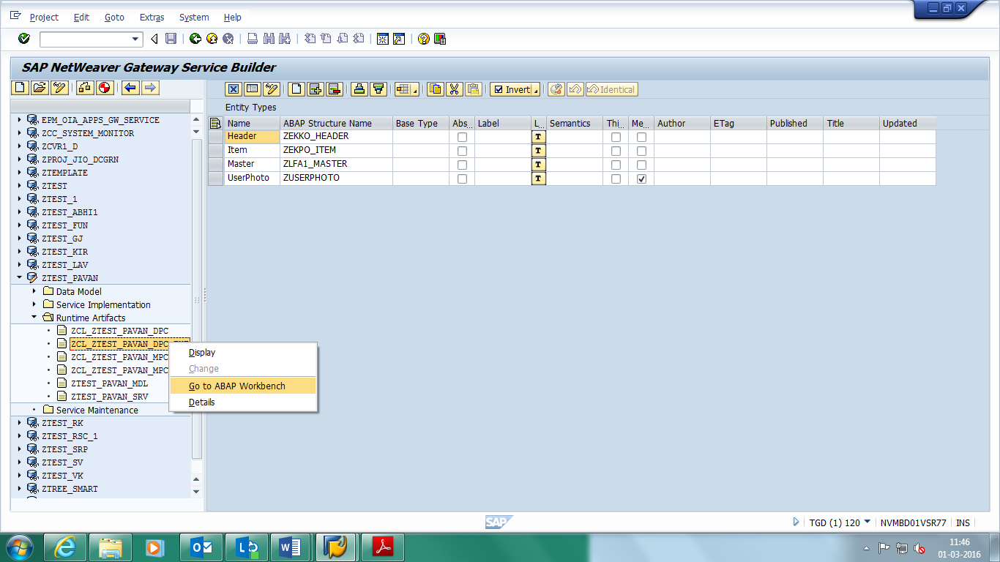 Project Edit Goto Extras System Help
SAP NetWeaver Gateway Service Builder
Invert
Identical
Entity Types
Name ABAP Structure Name Base Type Abs.. Label L.. Semantics Thi.. Me.. Author ETag Published Title Updated
Header ZEKKO_HEADER T
Item ZEKPO_ITEM T
Master ZLFA1_MASTER T
UserPhoto ZUSERPHOTO T
EPM_OIA_APPS_GW_SERVICE
ZCC_SYSTEM_MONITOR
ZCVR1_D
ZPROJ_JIO_DCGRN
ZTEMPLATE
ZTEST
ZTEST_1
ZTEST_ABHI1
ZTEST_FUN
ZTEST_GJ
ZTEST_KIR
ZTEST_LAV
ZTEST_PAVAN
Data Model
Service Implementation
Runtime Artifacts
ZCL_ZTEST_PAVAN_DPC
ZCL_ZTEST_PAVAN_DPC
ZCL_ZTEST_PAVAN_MPC
ZCL_ZTEST_PAVAN_MPC
ZTEST_PAVAN_MDL
ZTEST_PAVAN_SRV
Service Maintenance
ZTEST_RK
ZTEST_RSC_1
ZTEST_SRP
ZTEST_SV
ZTEST_VK
ZTREE_SMART
Display
Change
Go to ABAP Workbench
Details
SAP
TGD (1) 120 NVMBD01VSR77 INS
11:46
01-03-2016